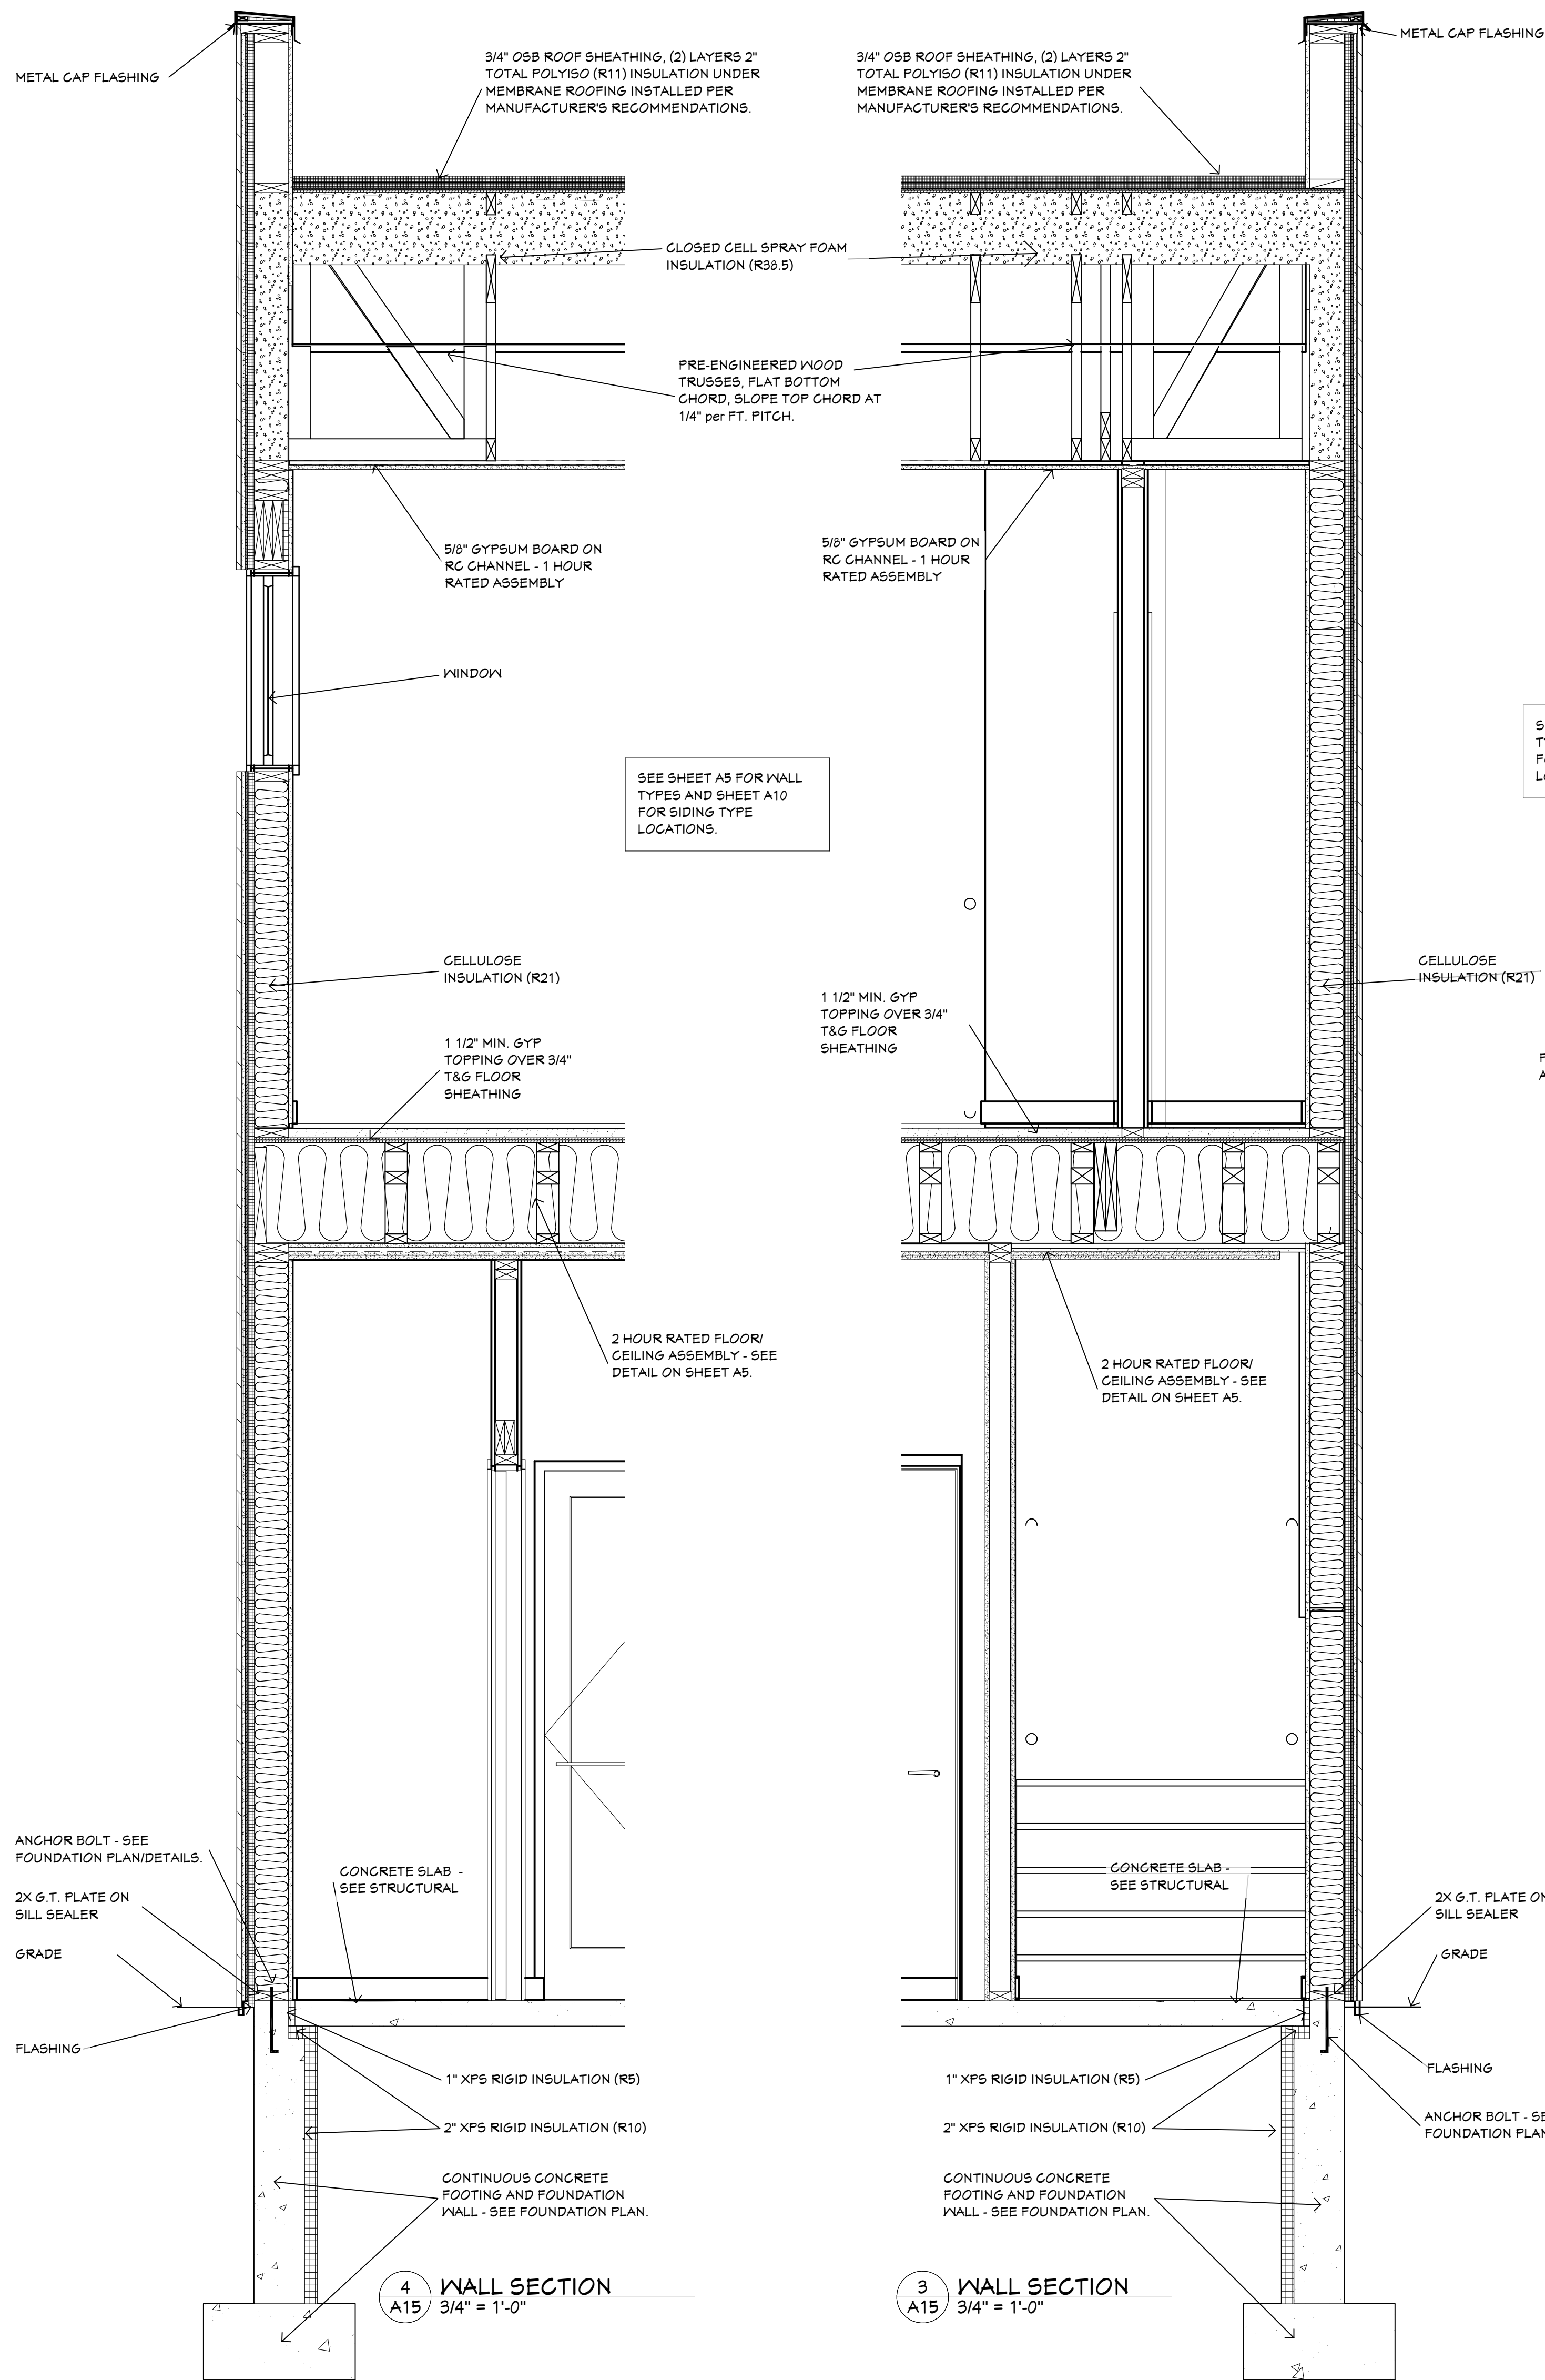 METAL CAP FLASHING
3/4" OSB ROOF SHEATHING, (2) LAYERS 2"
TOTAL POLYISO (R11) INSULATION UNDER
MEMBRANE ROOFING INSTALLED PER
MANUFACTURER'S RECOMMENDATIONS.
3/4" OSB ROOF SHEATHING, (2) LAYERS 2"
TOTAL POLYISO (R11) INSULATION UNDER
MEMBRANE ROOFING INSTALLED PER
MANUFACTURER'S RECOMMENDATIONS.
METAL CAP FLASHING
CLOSED CELL SPRAY FOAM
INSULATION (R38.5)
PRE-ENGINEERED WOOD
TRUSSES, FLAT BOTTOM
CHORD, SLOPE TOP CHORD AT
1/4" per FT. PITCH.
5/8" GYPSUM BOARD ON
RC CHANNEL - 1 HOUR
RATED ASSEMBLY
5/8" GYPSUM BOARD ON
RC CHANNEL - 1 HOUR
RATED ASSEMBLY
WINDOW
SEE SHEET A5 FOR WALL
TYPES AND SHEET A10
FOR SIDING TYPE
LOCATIONS.
CELLULOSE
INSULATION (R21)
CELLULOSE
INSULATION (R21)
1 1/2" MIN. GYP
TOPPING OVER 3/4"
T&G FLOOR
SHEATHING
1 1/2" MIN. GYP
TOPPING OVER 3/4"
T&G FLOOR
SHEATHING
2 HOUR RATED FLOOR/
CEILING ASSEMBLY - SEE
DETAIL ON SHEET A5.
2 HOUR RATED FLOOR/
CEILING ASSEMBLY - SEE
DETAIL ON SHEET A5.
ANCHOR BOLT - SEE
FOUNDATION PLAN/DETAILS.
2X G.T. PLATE ON
SILL SEALER
GRADE
FLASHING
CONCRETE SLAB -
SEE STRUCTURAL
CONCRETE SLAB -
SEE STRUCTURAL
2X G.T. PLATE ON
SILL SEALER
GRADE
FLASHING
ANCHOR BOLT - SE
FOUNDATION PLAN
1" XPS RIGID INSULATION (R5)
2" XPS RIGID INSULATION (R10)
CONTINUOUS CONCRETE
FOOTING AND FOUNDATION
WALL - SEE FOUNDATION PLAN.
1" XPS RIGID INSULATION (R5)
2" XPS RIGID INSULATION (R10)
CONTINUOUS CONCRETE
FOOTING AND FOUNDATION
WALL - SEE FOUNDATION PLAN.
4 WALL SECTION
A15 3/4" = 1'-0"
3 WALL SECTION
A15 3/4" = 1'-0"